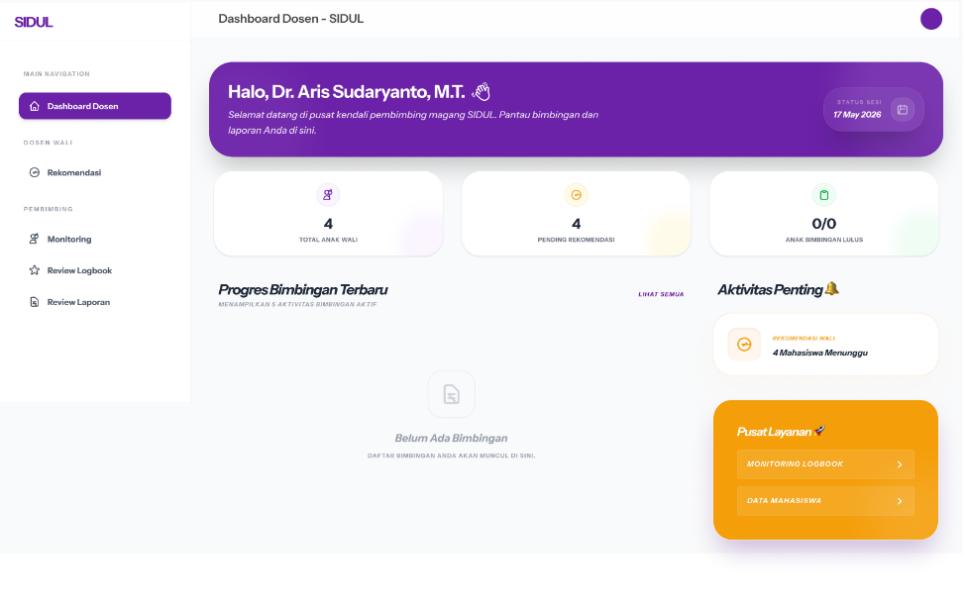 SIDUL
Dashboard Dosen - SIDUL
MAIN NAVIGATION
Dashboard Dosen
DOSEN WALI
Rekomendasi
PEMBIMBING
Monitoring
Review Logbook
Review Laporan
Halo, Dr. Aris Sudaryanto, M.T. 👋
Selamat datang di pusat kendali pembimbing magang SIDUL. Pantau bimbingan dan
laporan Anda di sini.
STATUS SESI
17 May 2026
4
TOTAL ANAK WALI
4
PENDING REKOMENDASI
0/0
ANAK BIMBINGAN LULUS
Progres Bimbingan Terbaru
MENAMPILKAN 5 AKTIVITAS BIMBINGAN AKTIF
LIHAT SEMUA
Belum Ada Bimbingan
DAFTAR BIMBINGAN ANDA AKAN MUNCUL DI SINI.
Aktivitas Penting 🔔
REKOMENDASI WALI
4 Mahasiswa Menunggu
Pusat Layanan 🚀
MONITORING LOGBOOK
DATA MAHASISWA